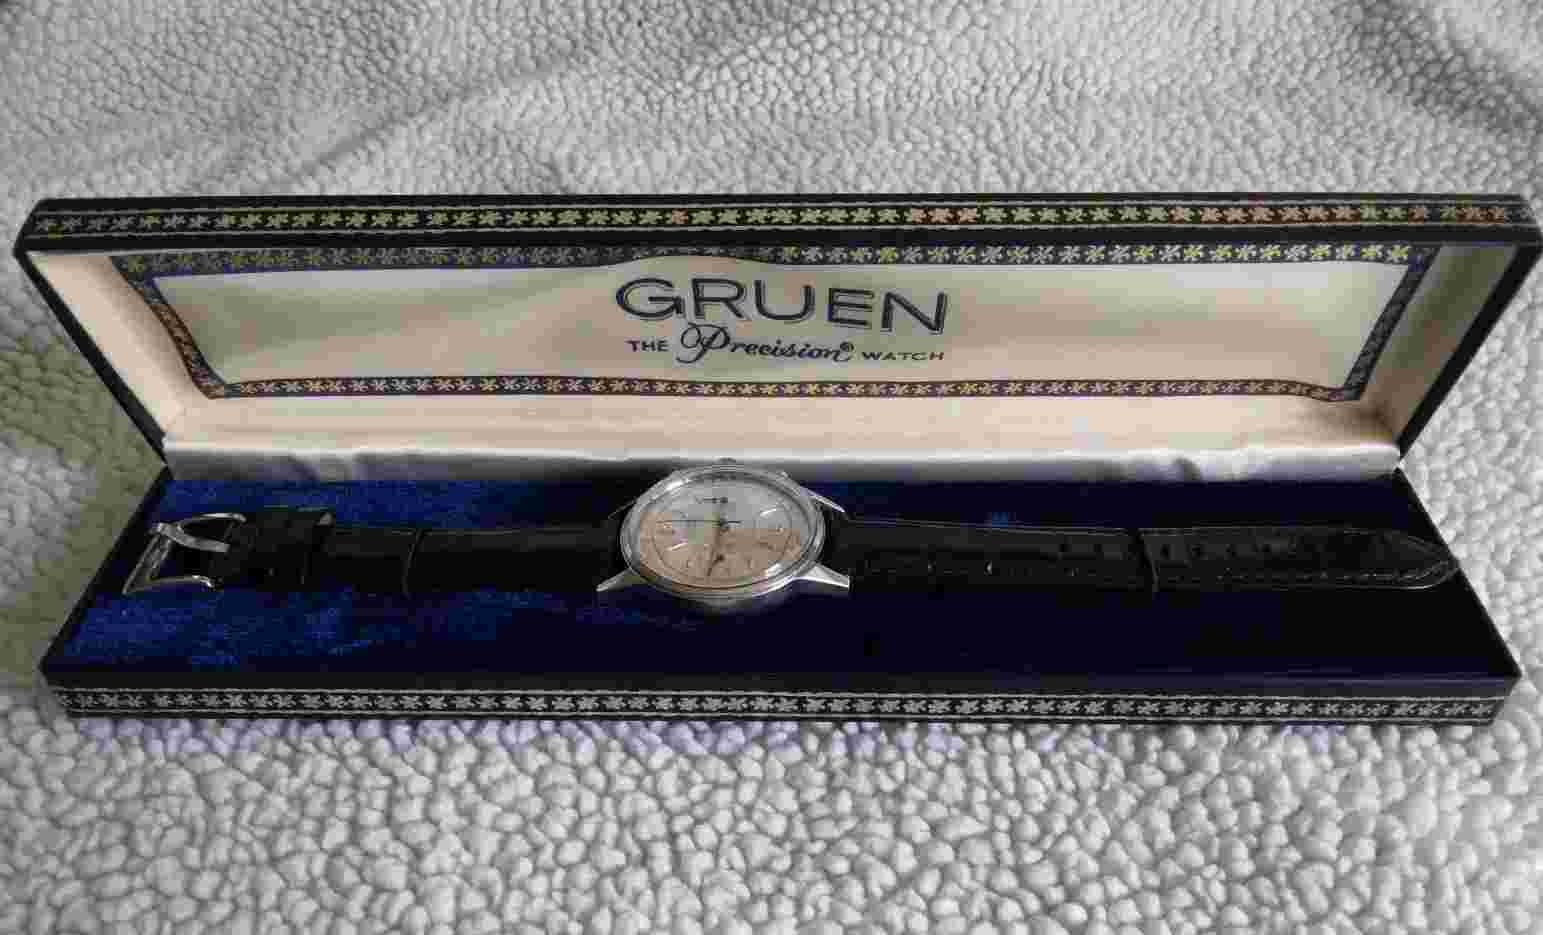 GRUEN
THE Precision® WATCH